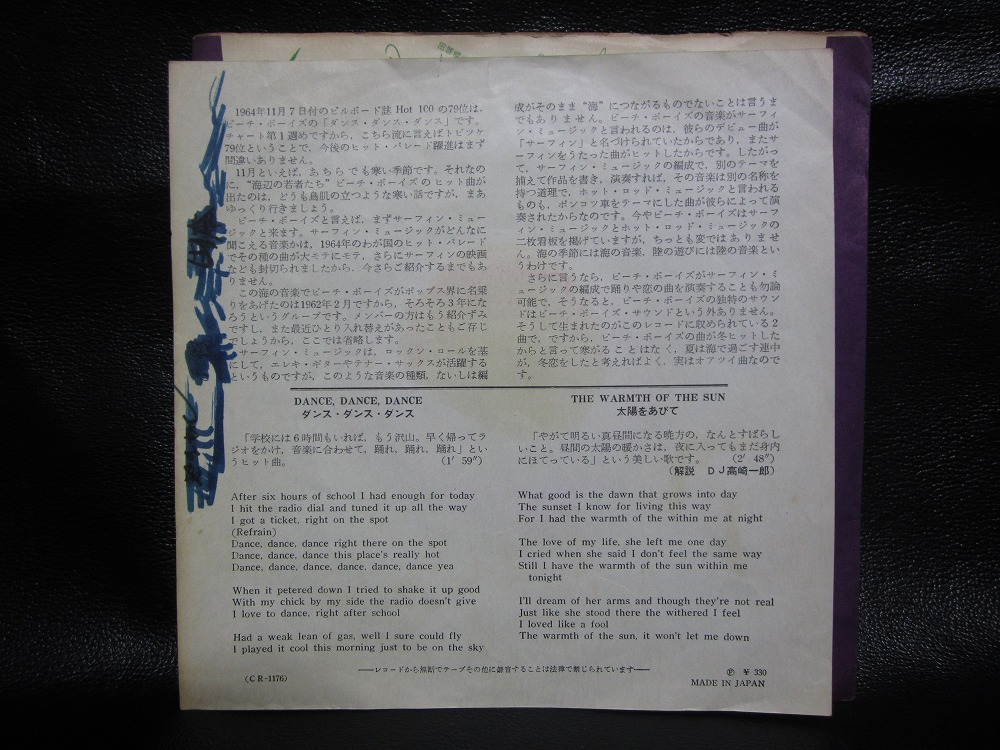 1964年11月7日付のビルボード誌 Hot 100 の79位は、
ビーチ・ボーイズの「ダンス・ダンス・ダンス」です。
チャート第1週めですから、こちら流に言えばトビツケ
79位ということで、今後のヒット・パレード躍進はまず
間違いありません。
11月といえば、あちらでも寒い季節です。それなの
に、“海辺の若者たち” ビーチ・ボーイズのヒット曲が
出たのは、どうも鳥肌の立つような寒い話ですが、まあ
ゆっくり行きましょう。
ビーチ・ボーイズと言えば、まずサーフィン・ミュー
ジックと来ます。サーフィン・ミュージックがどんなに
聞こえる音楽かは、1964年のわが国のヒット・パレード
でその種の曲が大モテにモテ、さらにサーフィンの映画
なども封切られましたから、今さらご紹介するまでもあ
りません。
この海の音楽でビーチ・ボーイズがポップス界に名乗
りをあげたのは1962年2月ですから、そろそろ3年にな
ろうというグループです。メンバーの方はもう紹介ずみ
ですし、また最近ひとり入れ替えがあったこともご存じ
でしょうから、ここでは省略します。
サーフィン・ミュージックは、ロックン・ロールを基
にして、エレキ・ギターやテナー・サックスが活躍する
というものですが、このような音楽の種類、ないしは編
成がそのまま “海” につながるものでないことは言うま
でもありません。ビーチ・ボーイズの音楽がサーフィ
ン・ミュージックと言われるのは、彼らのデビュー曲が
「サーフィン」と名づけられていたからであり、またサー
フィンをうたった曲がヒットしたからです。したがっ
て、サーフィン・ミュージックの編成で、別のテーマを
捕えて作品を書き、演奏すれば、その音楽は別の名称を
持つ道理で、ホット・ロッド・ミュージックと言われる
ものも、ポンコツ車をテーマにした曲が彼らによって演
奏されたからなのです。今やビーチ・ボーイズはサーフ
ィン・ミュージックとホット・ロッド・ミュージックの
二枚看板を掲げていますが、ちっとも変ではありませ
ん。海の季節には海の音楽、陸の遊びには陸の音楽とい
うわけです。
さらに言うなら、ビーチ・ボーイズがサーフィン・ミ
ュージックの編成で踊りや恋の曲を演奏することも勿論
可能で、そうなると、ビーチ・ボーイズの独特のサウン
ドはビーチ・ボーイズ・サウンドという外ありません。
そうして生まれたのがこのレコードに収められている2
曲で、ですから、ビーチ・ボーイズの曲が冬ヒットした
からと言って寒がることはなく、夏は海で過ごす連中
が、冬恋をしたと考えればよく、実はオアツイ曲なので
す。
DANCE, DANCE, DANCE
ダンス・ダンス・ダンス
「学校には6時間もいれば、もう沢山。早く帰ってラ
ジオをかけ、音楽に合わせて、踊れ、踊れ、踊れ」とい
うヒット曲。 (1′ 59″)
After six hours of school I had enough for today
I hit the radio dial and tuned it up all the way
I got a ticket, right on the spot
(Refrain)
Dance, dance, dance right there on the spot
Dance, dance, dance this place's really hot
Dance, dance, dance, dance, dance, dance yea
When it petered down I tried to shake it up good
With my chick by my side the radio doesn't give
I love to dance, right after school
Had a weak lean of gas, well I sure could fly
I played it cool this morning just to be on the sky
THE WARMTH OF THE SUN
太陽をあびて
「やがて明るい真昼間になる暁方の、なんとすばらし
いこと。昼間の太陽の暖かさは、夜に入ってもまだ身内
にほてっている」という美しい歌です。 (2′ 48″)
(解説 DJ高崎一郎)
What good is the dawn that grows into day
The sunset I know for living this way
For I had the warmth of the within me at night
The love of my life, she left me one day
I cried when she said I don't feel the same way
Still I have the warmth of the sun within me
tonight
I'll dream of her arms and though they're not real
Just like she stood there the withered I feel
I loved like a fool
The warmth of the sun, it won't let me down
——レコードから無断でテープその他に録音することは法律で禁じられています——
(CR-1176)
Ⓟ ¥ 330
MADE IN JAPAN